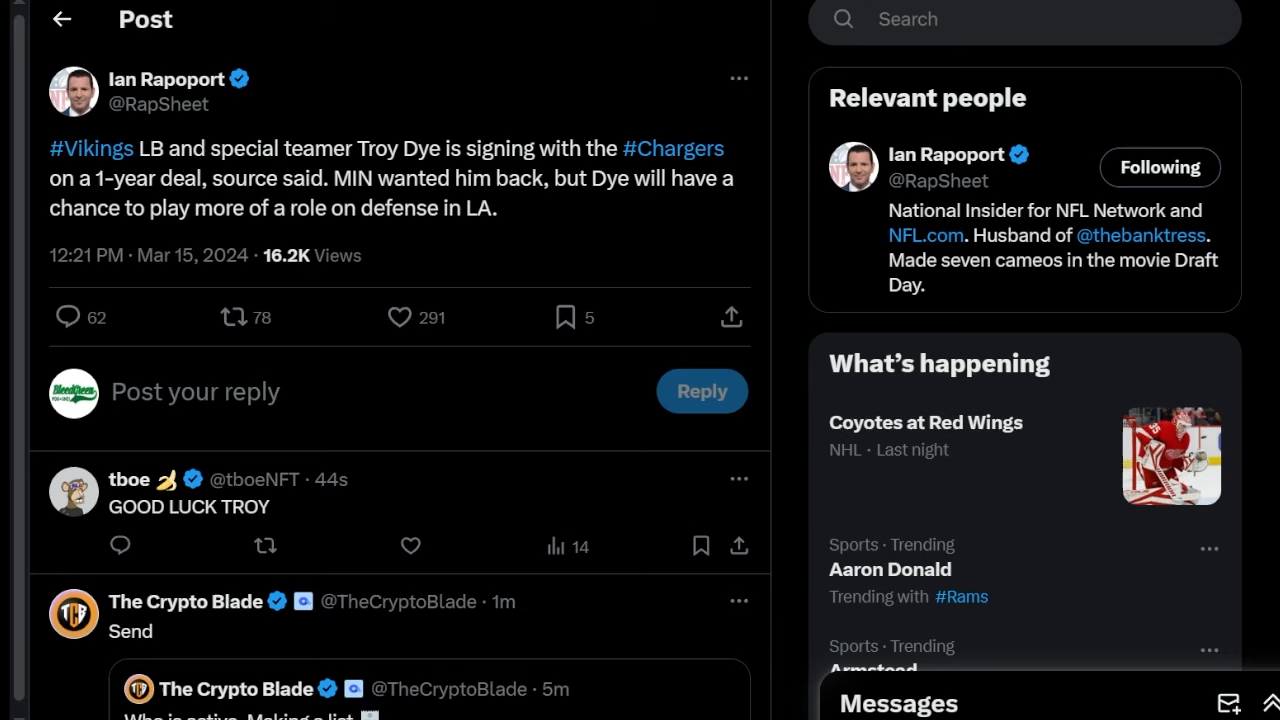 Post
Ian Rapoport
@RapSheet
#Vikings LB and special teamer Troy Dye is signing with the #Chargers
on a 1-year deal, source said. MIN wanted him back, but Dye will have a
chance to play more of a role on defense in LA.
12:21 PM · Mar 15, 2024 · 16.2K Views
62 78 291 5
Post your reply
Reply
tboe @tboeNFT · 44s
GOOD LUCK TROY
14
The Crypto Blade @TheCryptoBlade · 1m
Send
The Crypto Blade @TheCryptoBlade · 5m
Who is active. Making a list
Search
Relevant people
Ian Rapoport
@RapSheet
Following
National Insider for NFL Network and
NFL.com. Husband of @thebanktress.
Made seven cameos in the movie Draft
Day.
What's happening
Coyotes at Red Wings
NHL · Last night
Sports · Trending
Aaron Donald
Trending with #Rams
Sports · Trending
Armstead
Messages